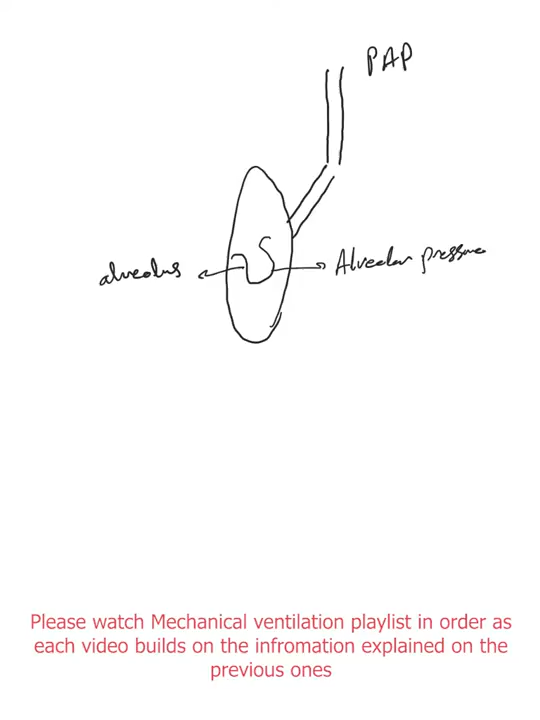 PAP
alveolus
Alveolar pressure
Please watch Mechanical ventilation playlist in order as
each video builds on the infromation explained on the
previous ones